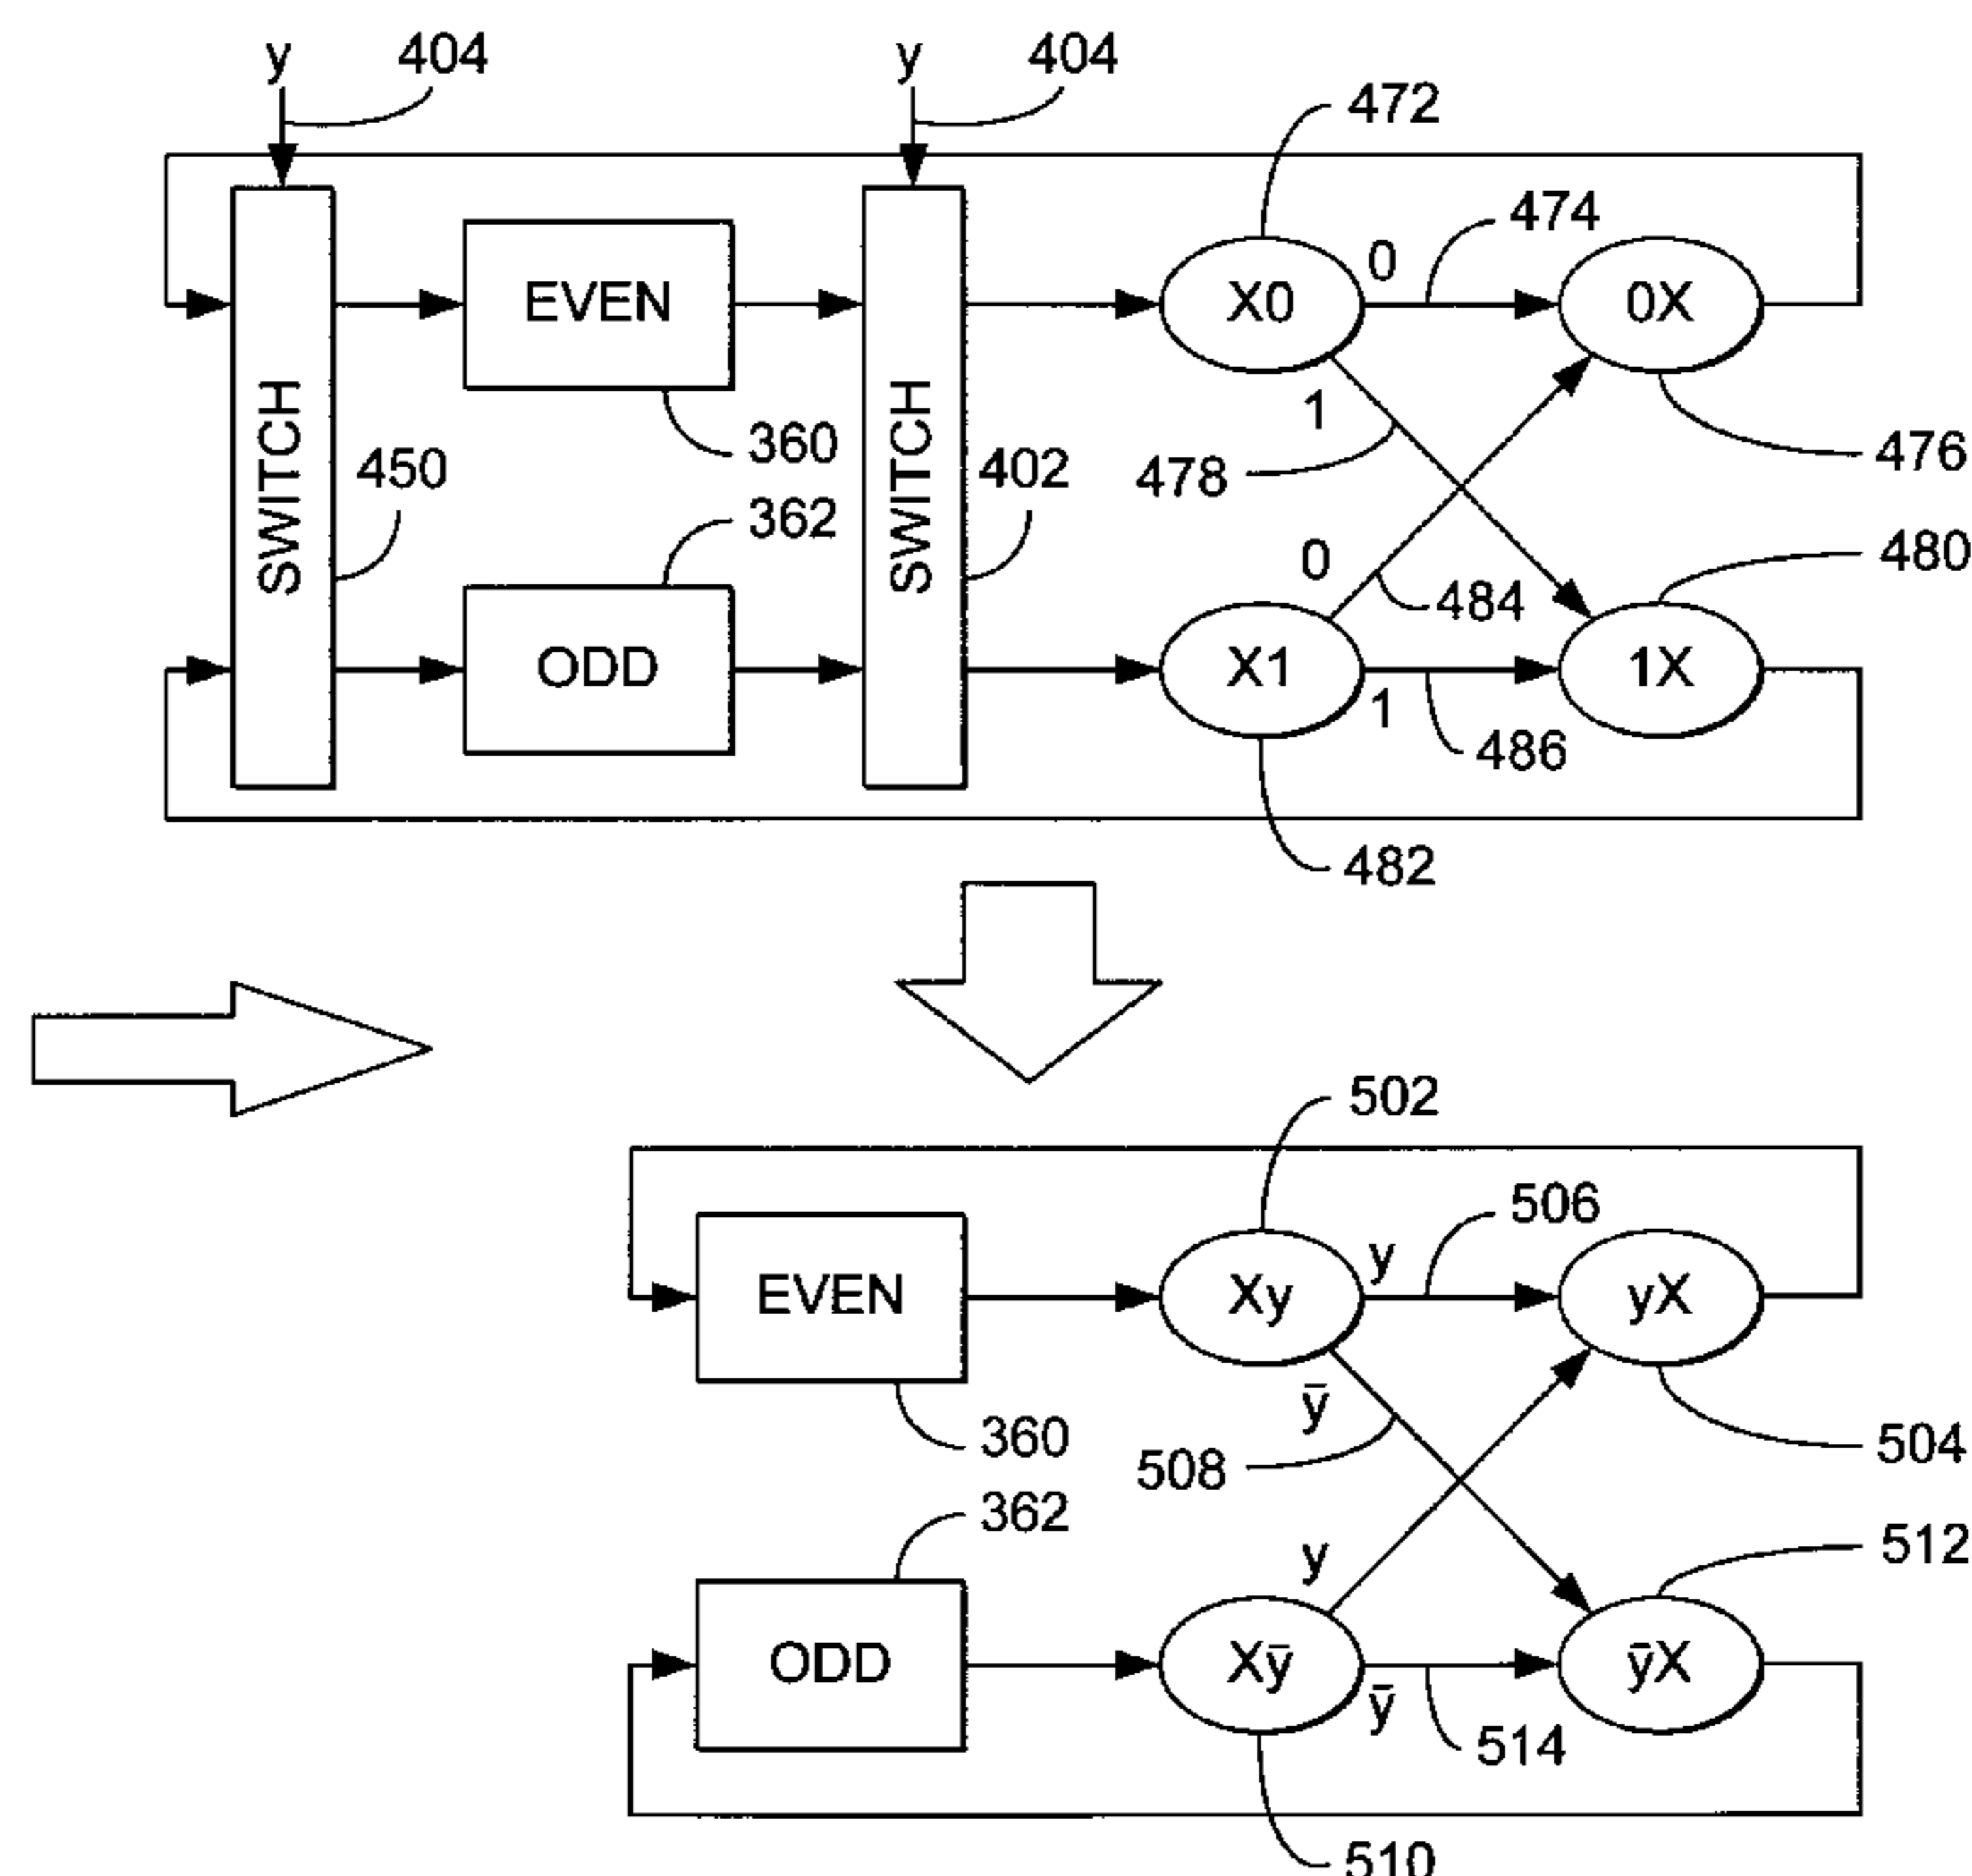 y 404 y 404
472
474
0
X0 0X
EVEN
1
360 478 476
450 402
SWITCH SWITCH
362 0 484 480
ODD X1 1X
1 486
482
502
506
y
EVEN Xy yX
ȳ
360 508 504
362 y 512
ODD Xȳ ȳX
ȳ 514
510